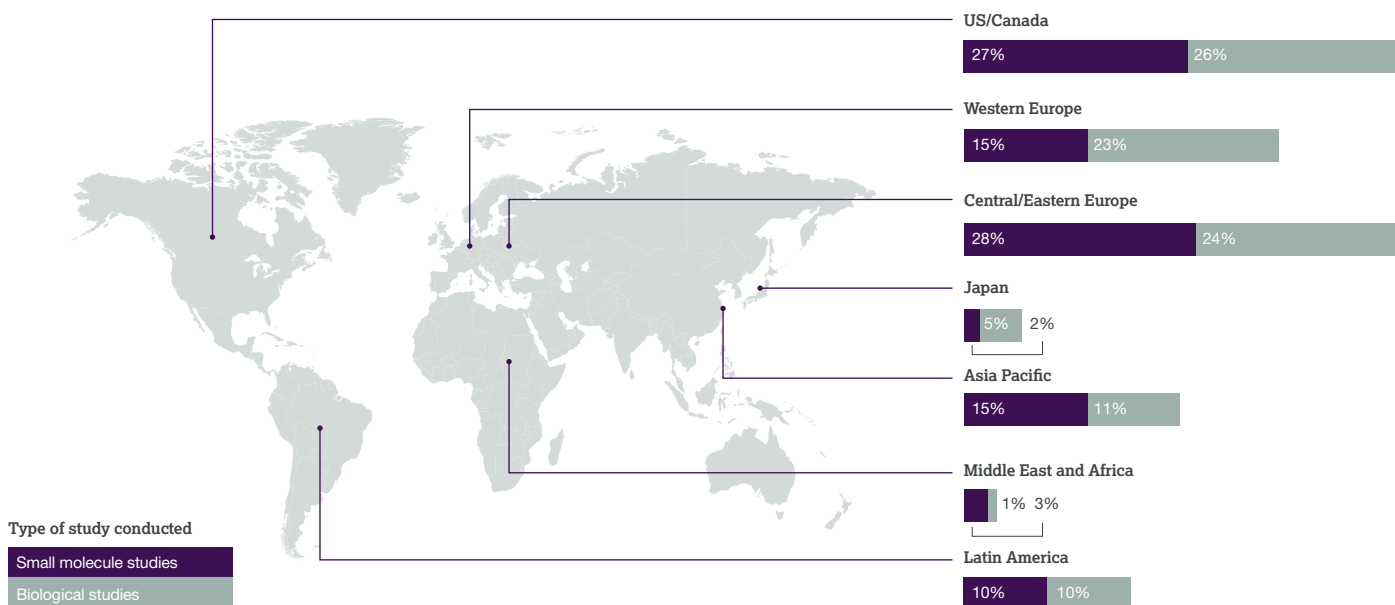 US/Canada
27% 26%
Western Europe
15% 23%
Central/Eastern Europe
28% 24%
Japan
5% 2%
Asia Pacific
15% 11%
Middle East and Africa
1% 3%
Latin America
10% 10%
Type of study conducted
Small molecule studies
Biological studies